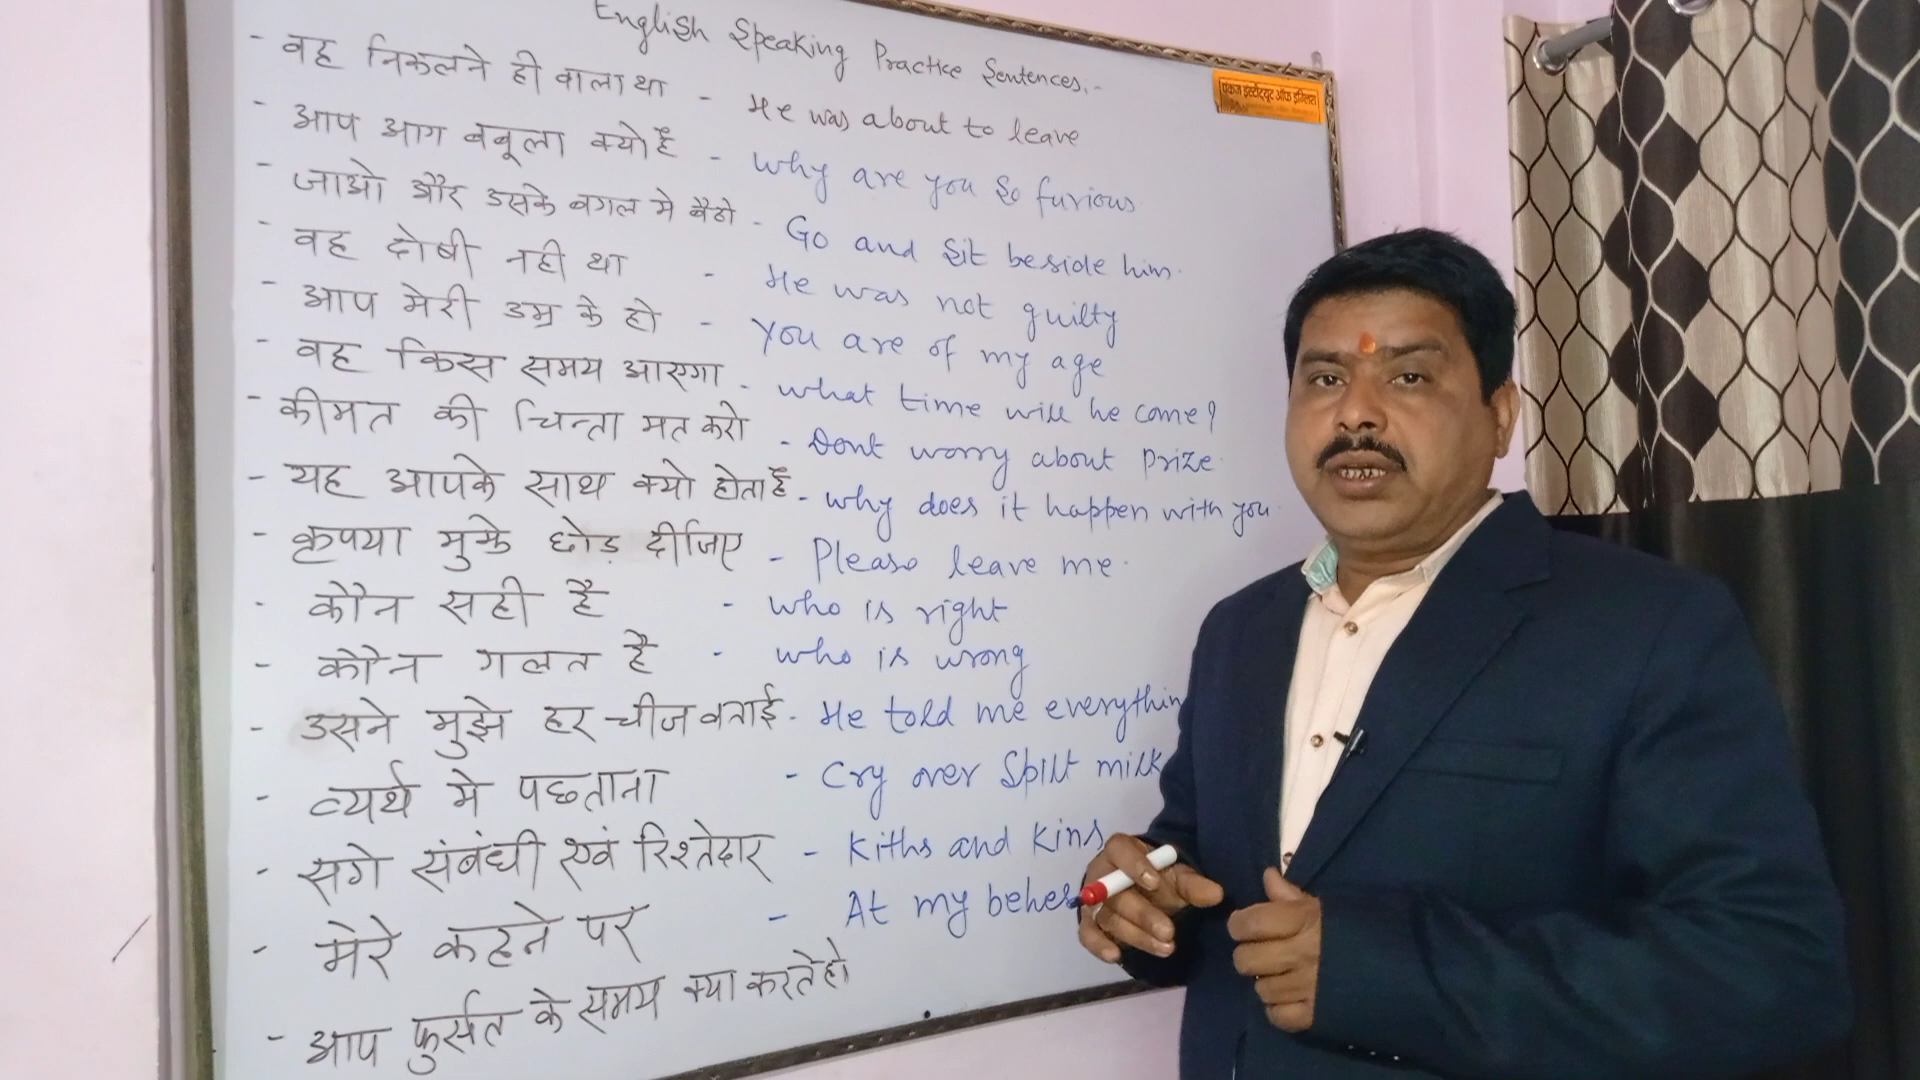 English Speaking Practice Sentences.-
पंकज इंस्टीट्यूट ऑफ इंग्लिश
- वह निकलने ही वाला था - He was about to leave
- आप आग बबूला क्यो है - Why are you so furious
- जाओ और उसके बगल मे बैठो - Go and sit beside him.
- वह दोषी नही था - He was not guilty
- आप मेरी उम्र के हो - You are of my age
- वह किस समय आएगा - What time will he come?
- कीमत की चिन्ता मत करो - Dont worry about prize.
- यह आपके साथ क्यो होता है - Why does it happen with you.
- कृपया मुझे छोड़ दीजिए - Please leave me.
- कौन सही है - Who is right
- कौन गलत है - Who is wrong
- उसने मुझे हर चीज बताई - He told me everythin
- व्यर्थ मे पछताना - Cry over Spilt milk
- सगे संबंधी एवं रिश्तेदार - Kiths and Kins
- मेरे कहने पर - At my behes
- आप फुर्सत के समय क्या करते हो